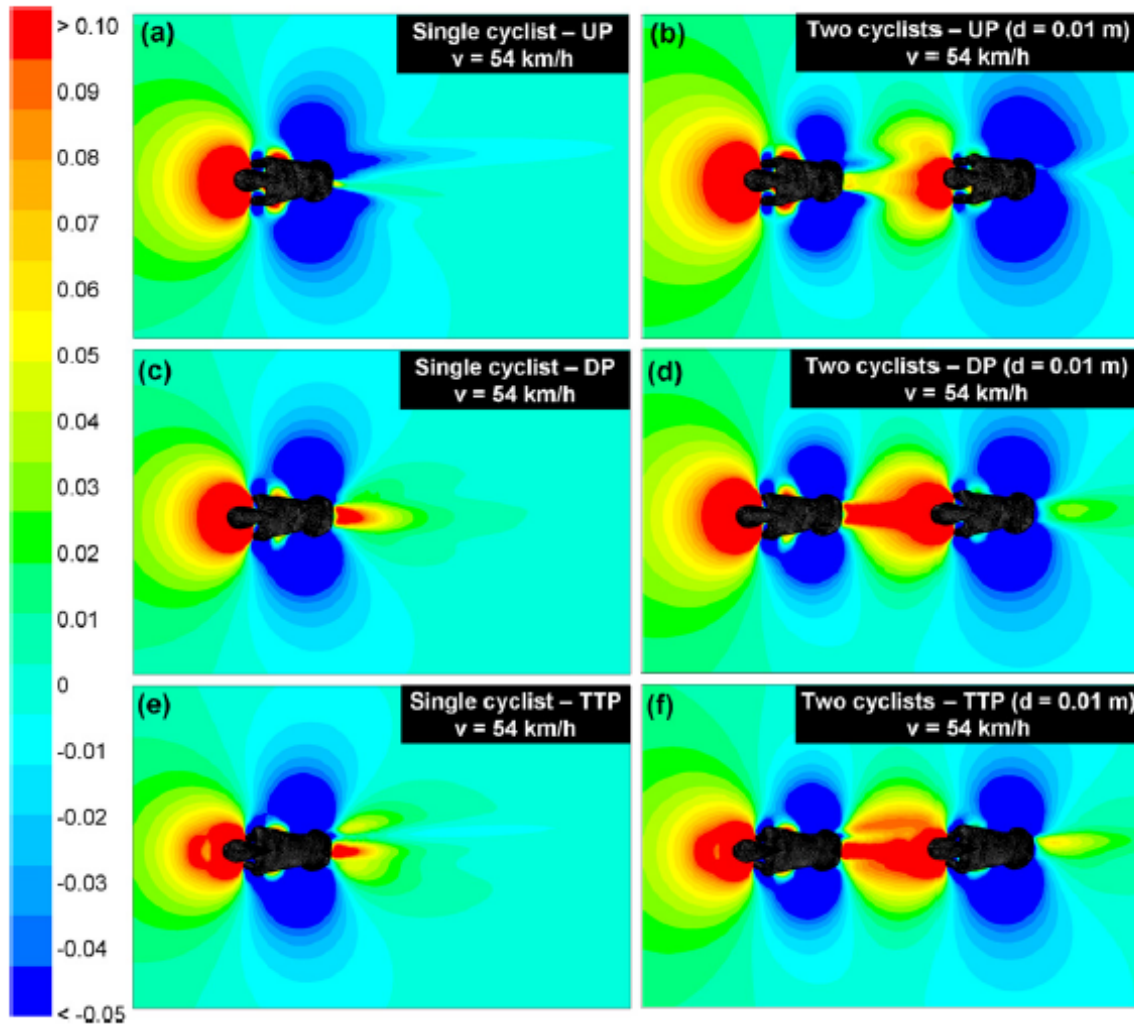 > 0.10
0.09
0.08
0.07
0.06
0.05
0.04
0.03
0.02
0.01
0
-0.01
-0.02
-0.03
-0.04
< -0.05
(a)
Single cyclist – UP
v = 54 km/h
(b)
Two cyclists – UP (d = 0.01 m)
v = 54 km/h
(c)
Single cyclist – DP
v = 54 km/h
(d)
Two cyclists – DP (d = 0.01 m)
v = 54 km/h
(e)
Single cyclist – TTP
v = 54 km/h
(f)
Two cyclists – TTP (d = 0.01 m)
v = 54 km/h